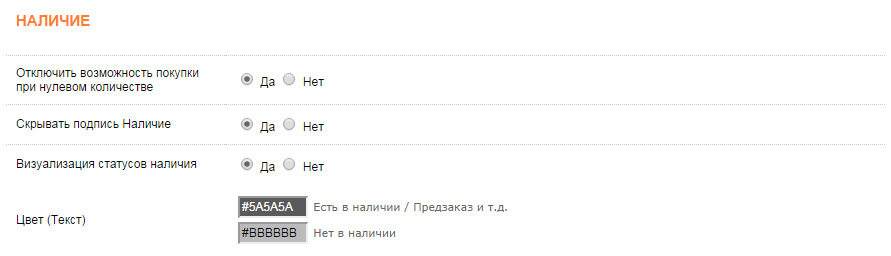 НАЛИЧИЕ
Отключить возможность покупки
при нулевом количестве
Да Нет
Скрывать подпись Наличие Да Нет
Визуализация статусов наличия Да Нет
Цвет (Текст)
#5A5A5A Есть в наличии / Предзаказ и т.д.
#BBBBBB Нет в наличии